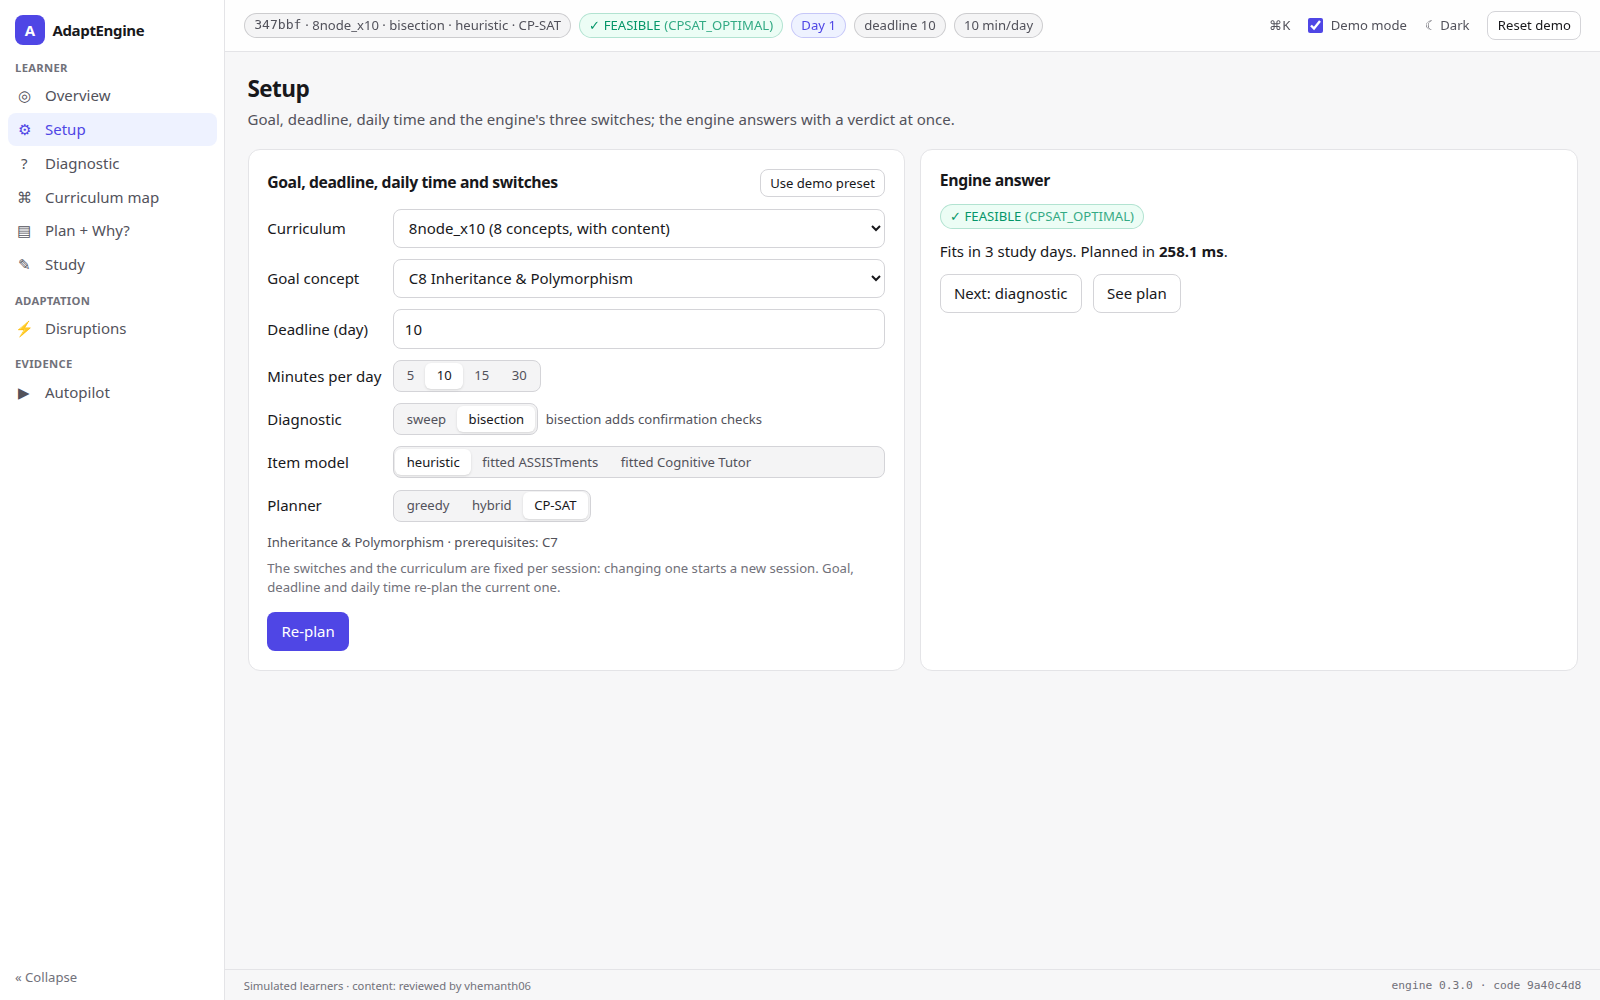 A AdaptEngine
LEARNER
Overview
Setup
? Diagnostic
⌘ Curriculum map
Plan + Why?
Study
ADAPTATION
Disruptions
EVIDENCE
Autopilot
« Collapse
347bbf · 8node_x10 · bisection · heuristic · CP-SAT
✓ FEASIBLE (CPSAT_OPTIMAL)
Day 1
deadline 10
10 min/day
⌘K
Demo mode
☾ Dark
Reset demo
Setup
Goal, deadline, daily time and the engine's three switches; the engine answers with a verdict at once.
Goal, deadline, daily time and switches
Use demo preset
Curriculum 8node_x10 (8 concepts, with content)
Goal concept C8 Inheritance & Polymorphism
Deadline (day) 10
Minutes per day 5 10 15 30
Diagnostic sweep bisection bisection adds confirmation checks
Item model heuristic fitted ASSISTments fitted Cognitive Tutor
Planner greedy hybrid CP-SAT
Inheritance & Polymorphism · prerequisites: C7
The switches and the curriculum are fixed per session: changing one starts a new session. Goal,
deadline and daily time re-plan the current one.
Re-plan
Engine answer
✓ FEASIBLE (CPSAT_OPTIMAL)
Fits in 3 study days. Planned in 258.1 ms.
Next: diagnostic
See plan
Simulated learners · content: reviewed by vhemanth06
engine 0.3.0 · code 9a40c4d8